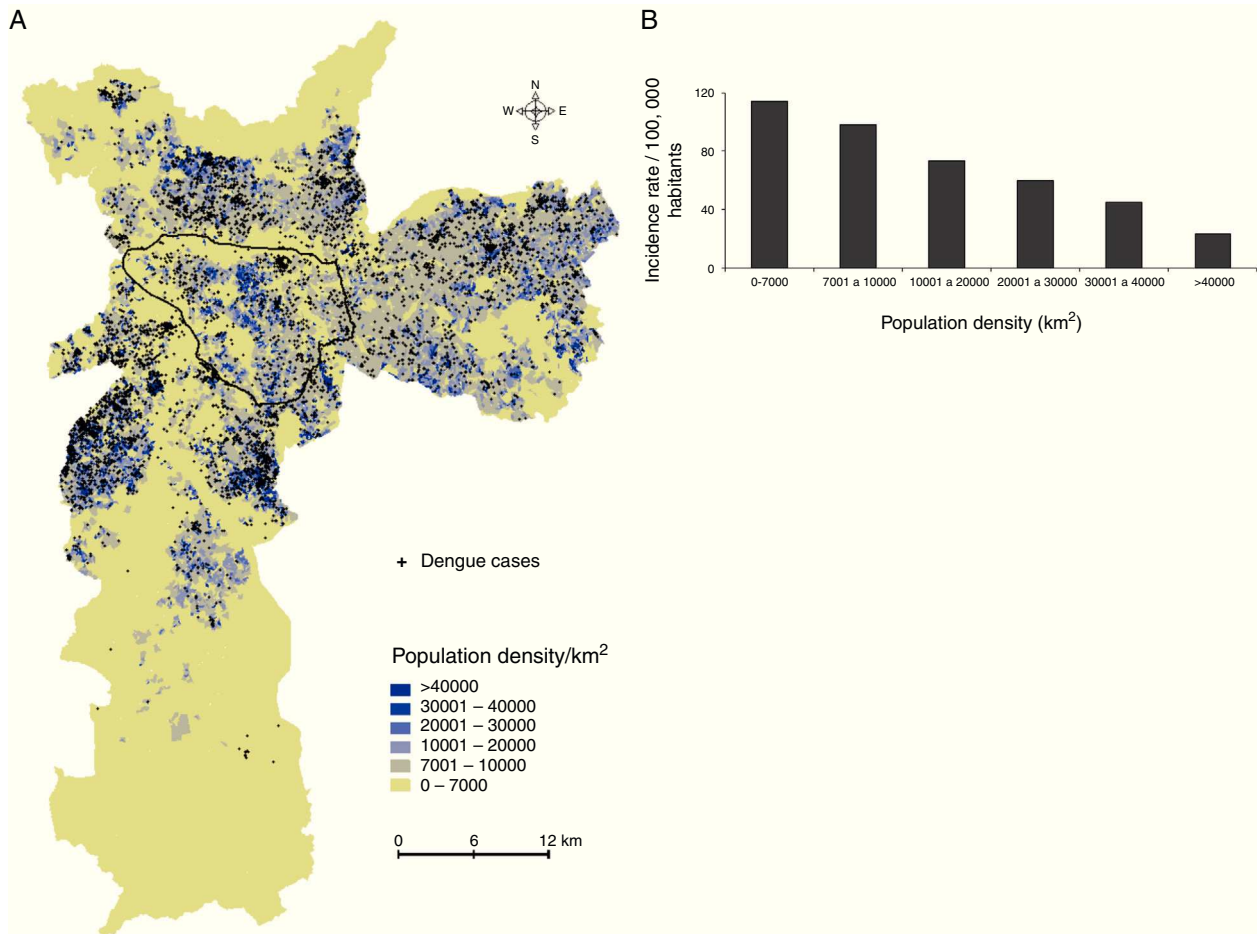 A
N
W E
S
+ Dengue cases
Population density/km²
>40000
30001 – 40000
20001 – 30000
10001 – 20000
7001 – 10000
0 – 7000
0 6 12 km
B
Incidence rate / 100, 000
habitants
120
80
40
0
0-7000 7001 a 10000 10001 a 20000 20001 a 30000 30001 a 40000 >40000
Population density (km²)